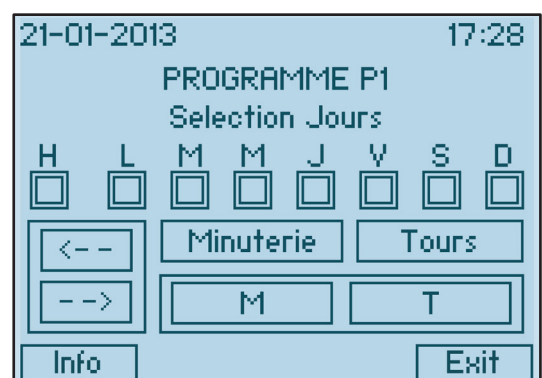 21-01-2013 17:28
PROGRAMME P1
Selection Jours
H L M M J V S D
<-- Minuterie Tours
--> M T
Info Exit